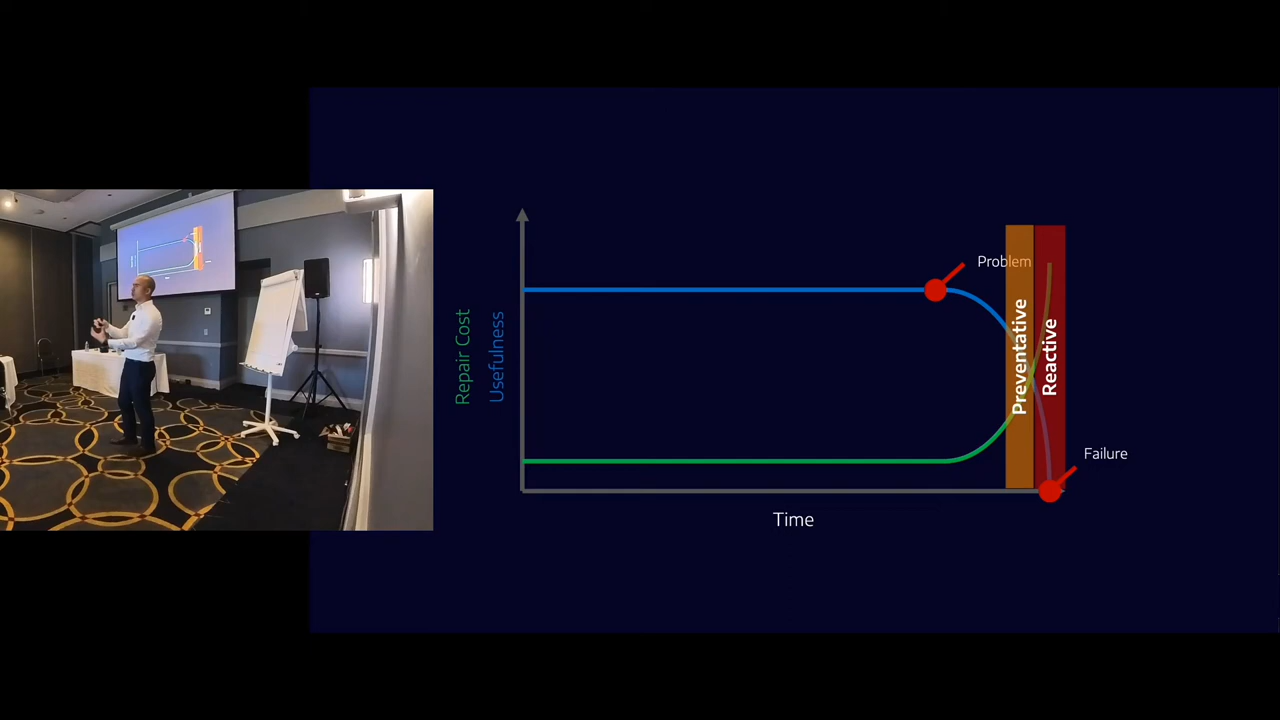 Problem
Repair Cost
Usefulness
Preventative
Reactive
Failure
Time